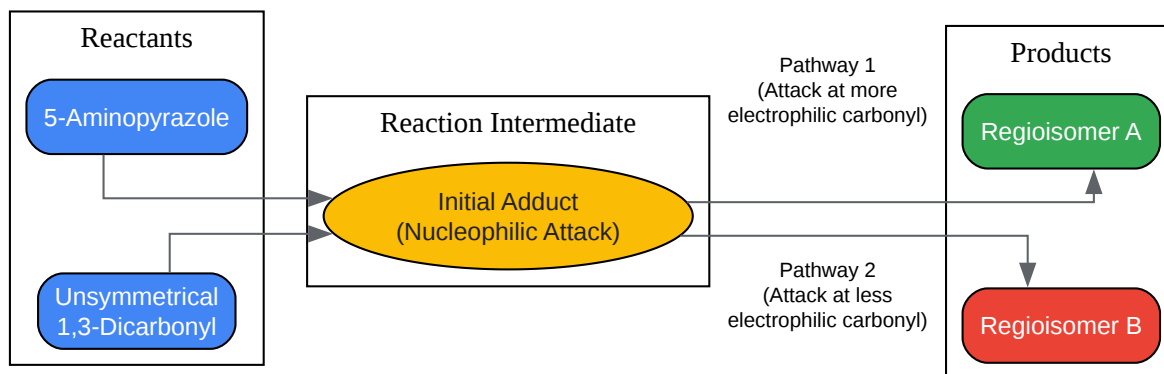 Reactants
5-Aminopyrazole
Unsymmetrical
1,3-Dicarbonyl
Reaction Intermediate
Initial Adduct
(Nucleophilic Attack)
Pathway 1
(Attack at more
electrophilic carbonyl)
Pathway 2
(Attack at less
electrophilic carbonyl)
Products
Regioisomer A
Regioisomer B